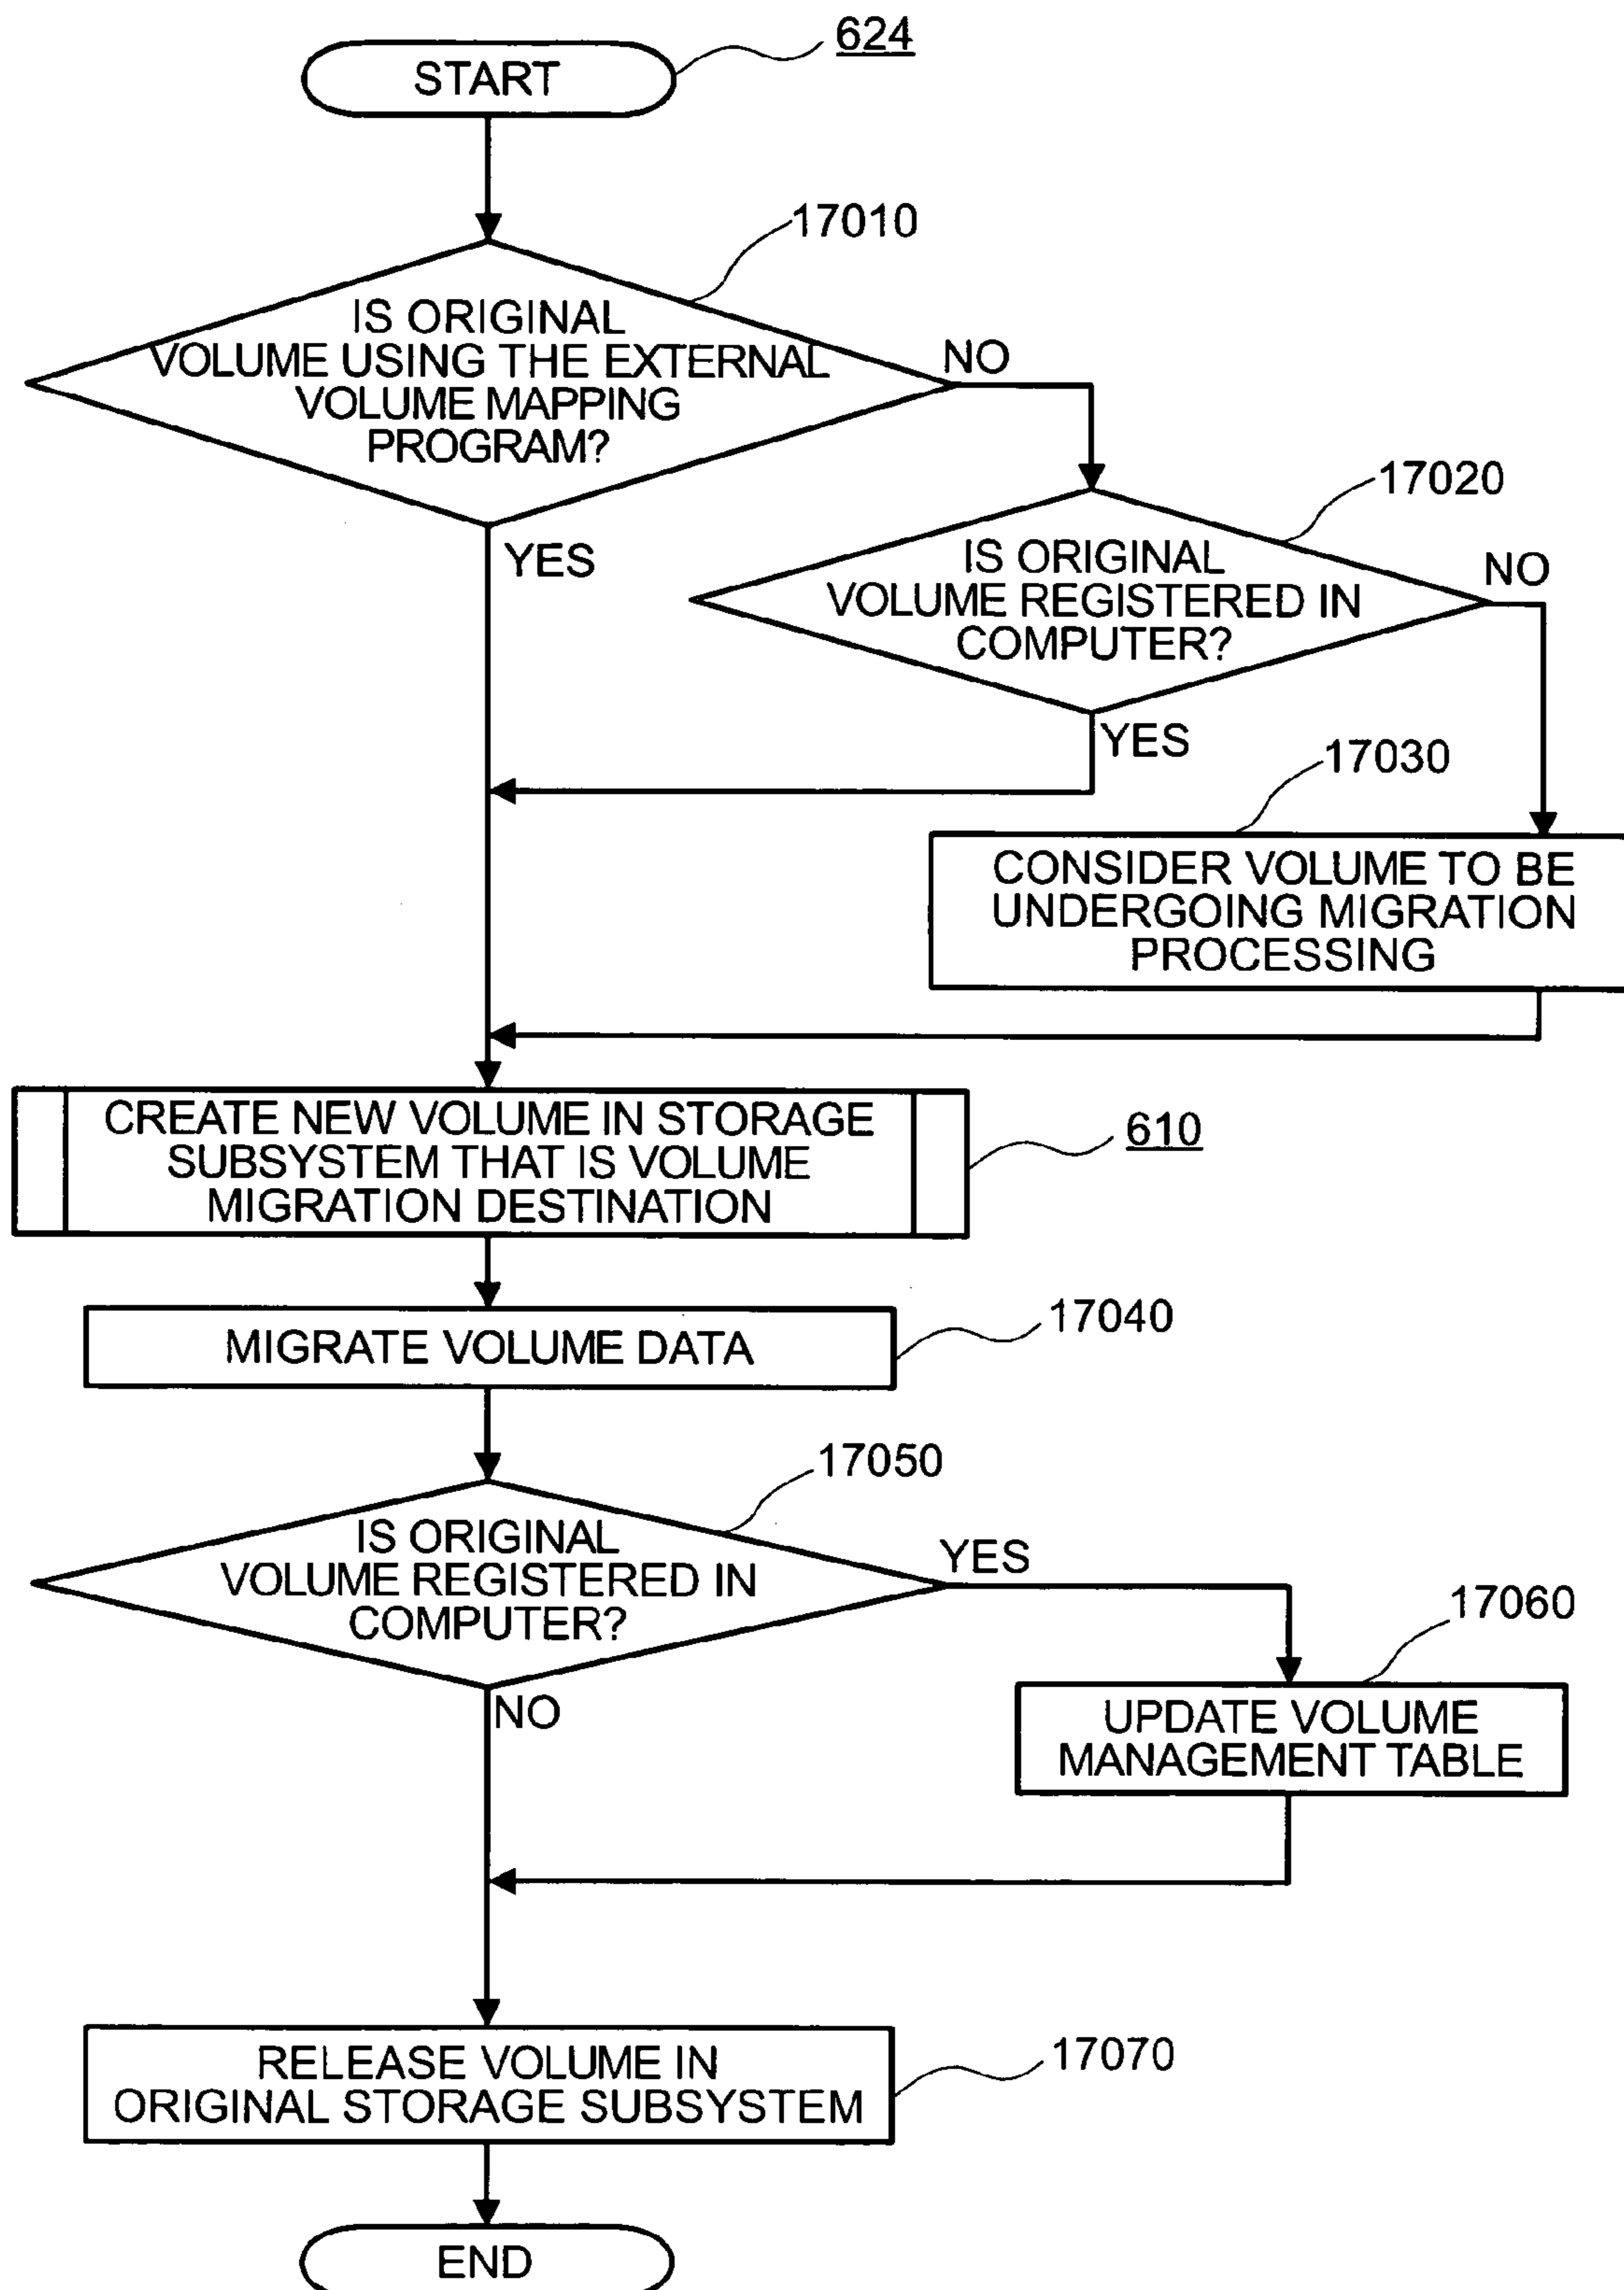 624
START
17010
IS ORIGINAL
VOLUME USING THE EXTERNAL
VOLUME MAPPING
PROGRAM?
NO
YES
17020
IS ORIGINAL
VOLUME REGISTERED IN
COMPUTER?
NO
YES
17030
CONSIDER VOLUME TO BE
UNDERGOING MIGRATION
PROCESSING
CREATE NEW VOLUME IN STORAGE
SUBSYSTEM THAT IS VOLUME
MIGRATION DESTINATION
610
MIGRATE VOLUME DATA
17040
17050
IS ORIGINAL
VOLUME REGISTERED IN
COMPUTER?
YES
NO
17060
UPDATE VOLUME
MANAGEMENT TABLE
RELEASE VOLUME IN
ORIGINAL STORAGE SUBSYSTEM
17070
END